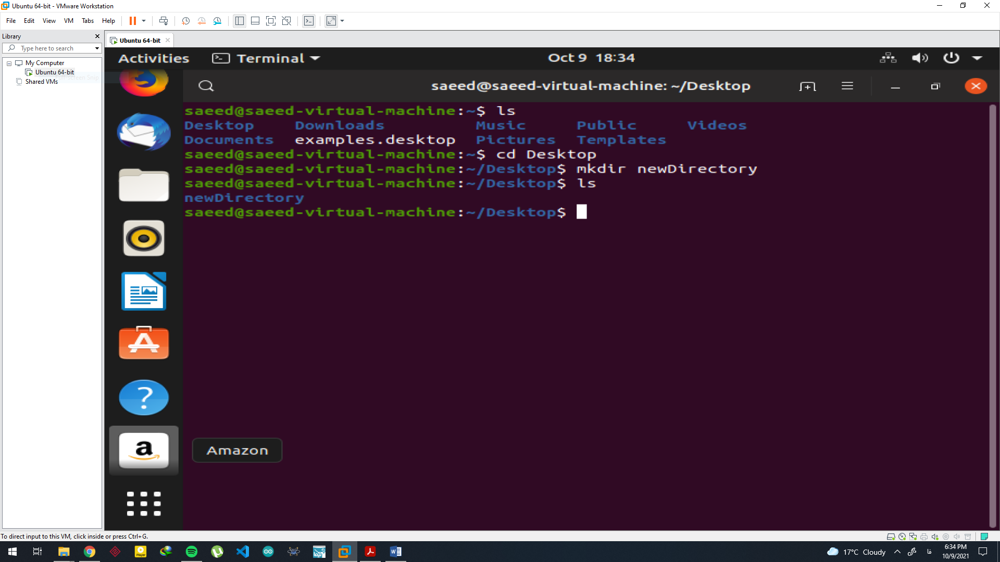 Ubuntu 64-bit - VMware Workstation
File Edit View VM Tabs Help
Library
Type here to search
My Computer
Ubuntu 64-bit
Shared VMs
Ubuntu 64-bit
Activities Terminal Oct 9 18:34
saeed@saeed-virtual-machine: ~/Desktop
saeed@saeed-virtual-machine:~$ ls
Desktop Downloads Music Public Videos
Documents examples.desktop Pictures Templates
saeed@saeed-virtual-machine:~$ cd Desktop
saeed@saeed-virtual-machine:~/Desktop$ mkdir newDirectory
saeed@saeed-virtual-machine:~/Desktop$ ls
newDirectory
saeed@saeed-virtual-machine:~/Desktop$
Amazon
To direct input to this VM, click inside or press Ctrl+G.
17°C Cloudy
فا
6:34 PM
10/9/2021